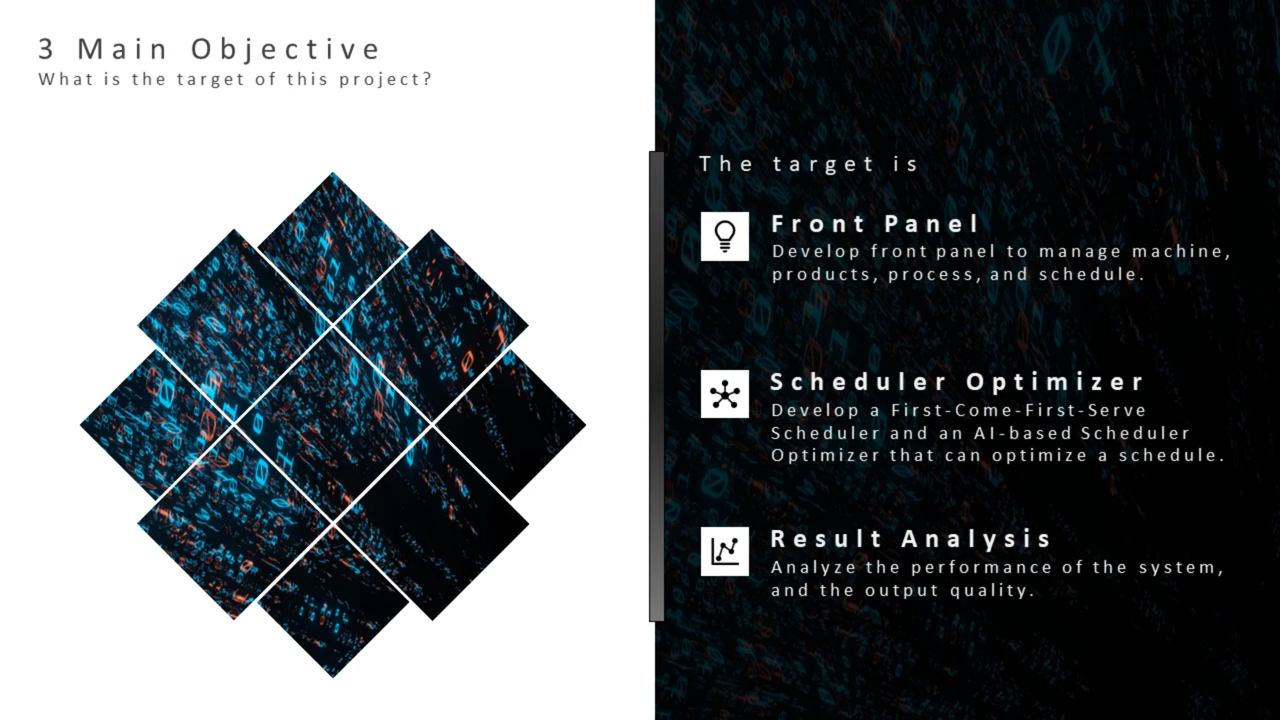 3 Main Objective
What is the target of this project?
The target is
Front Panel
Develop front panel to manage machine,
products, process, and schedule.
Scheduler Optimizer
Develop a First-Come-First-Serve
Scheduler and an AI-based Scheduler
Optimizer that can optimize a schedule.
Result Analysis
Analyze the performance of the system,
and the output quality.